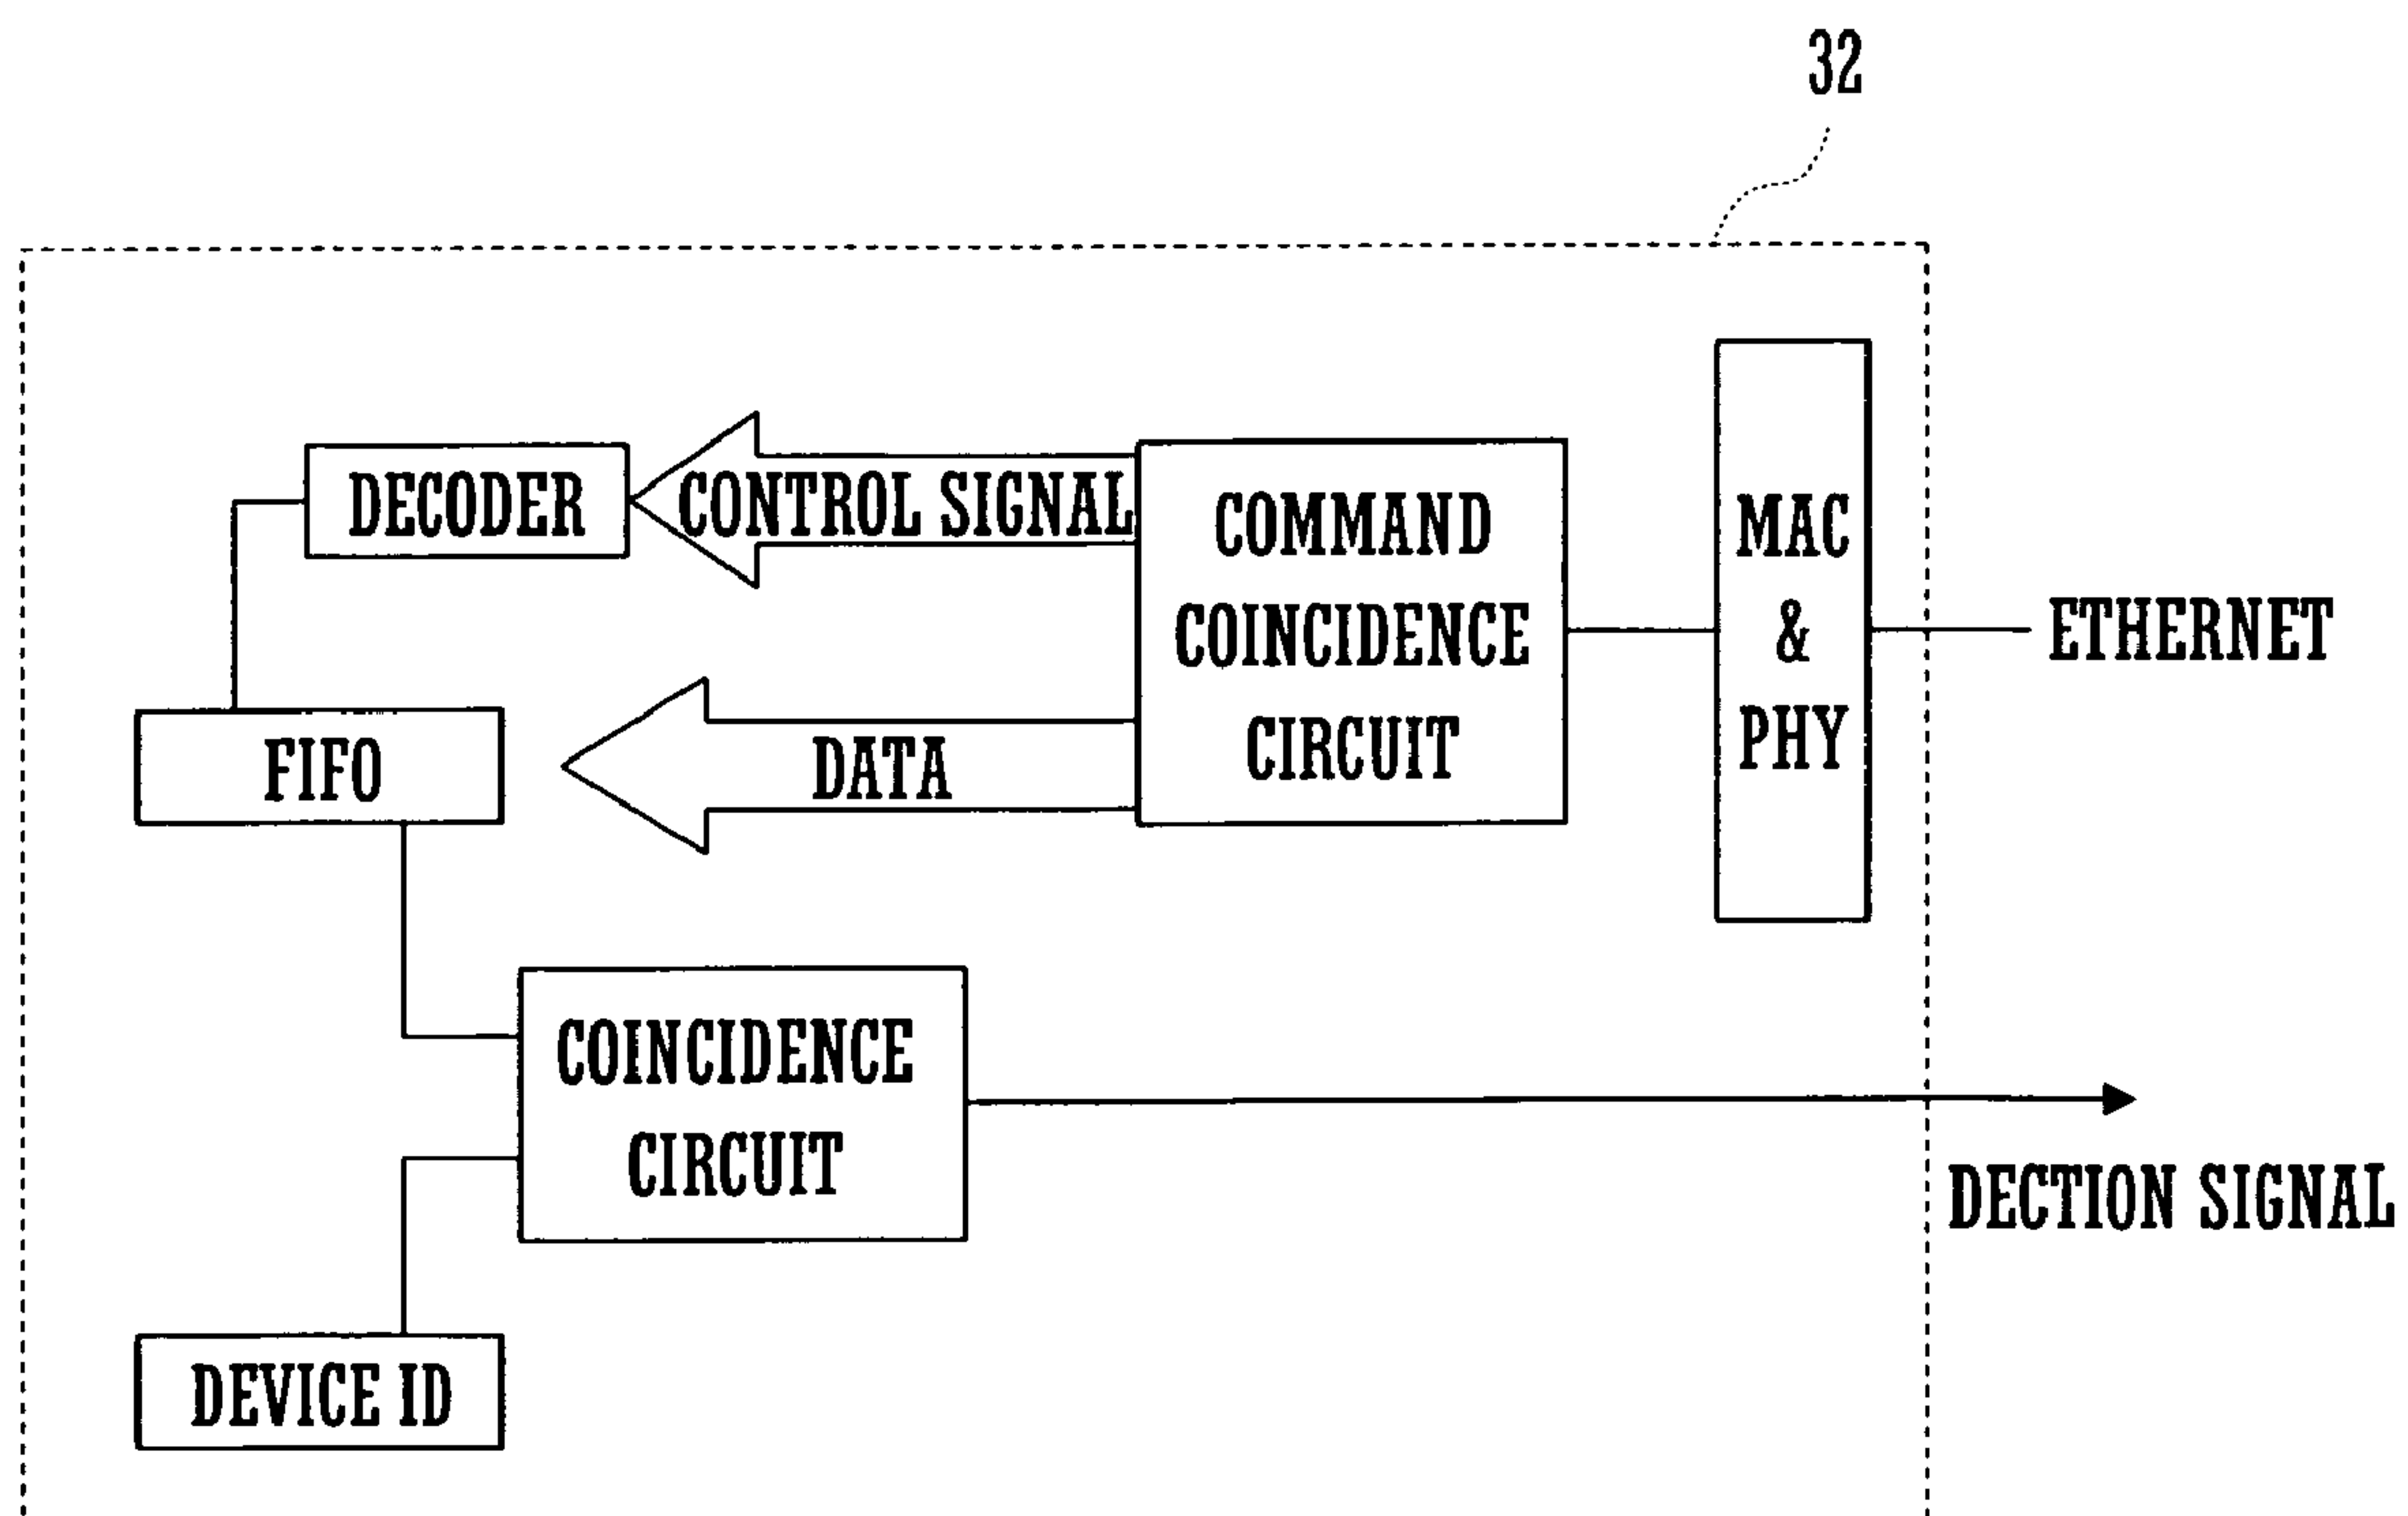 32
DECODER
CONTROL SIGNAL
COMMAND
COINCIDENCE
CIRCUIT
MAC
&
PHY
ETHERNET
FIFO
DATA
COINCIDENCE
CIRCUIT
DECTION SIGNAL
DEVICE ID